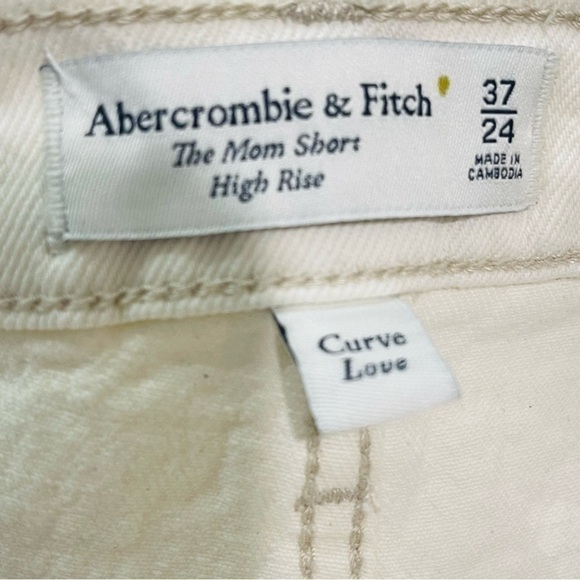 Abercrombie & Fitch
The Mom Short
High Rise
37
24
MADE IN
CAMBODIA
Curve
Love